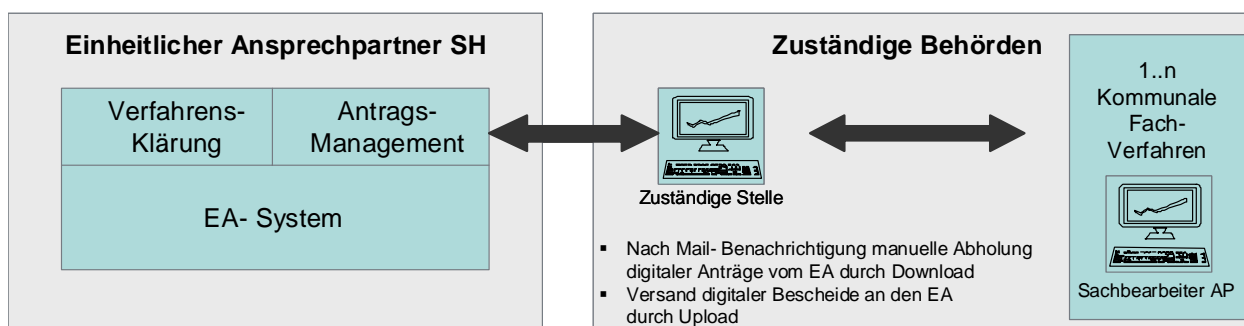 Einheitlicher Ansprechpartner SH
Verfahrens-
Klärung
Antrags-
Management
EA- System
Zuständige Behörden
Zuständige Stelle
▪ Nach Mail- Benachrichtigung manuelle Abholung
digitaler Anträge vom EA durch Download
▪ Versand digitaler Bescheide an den EA
durch Upload
1..n
Kommunale
Fach-
Verfahren
Sachbearbeiter AP